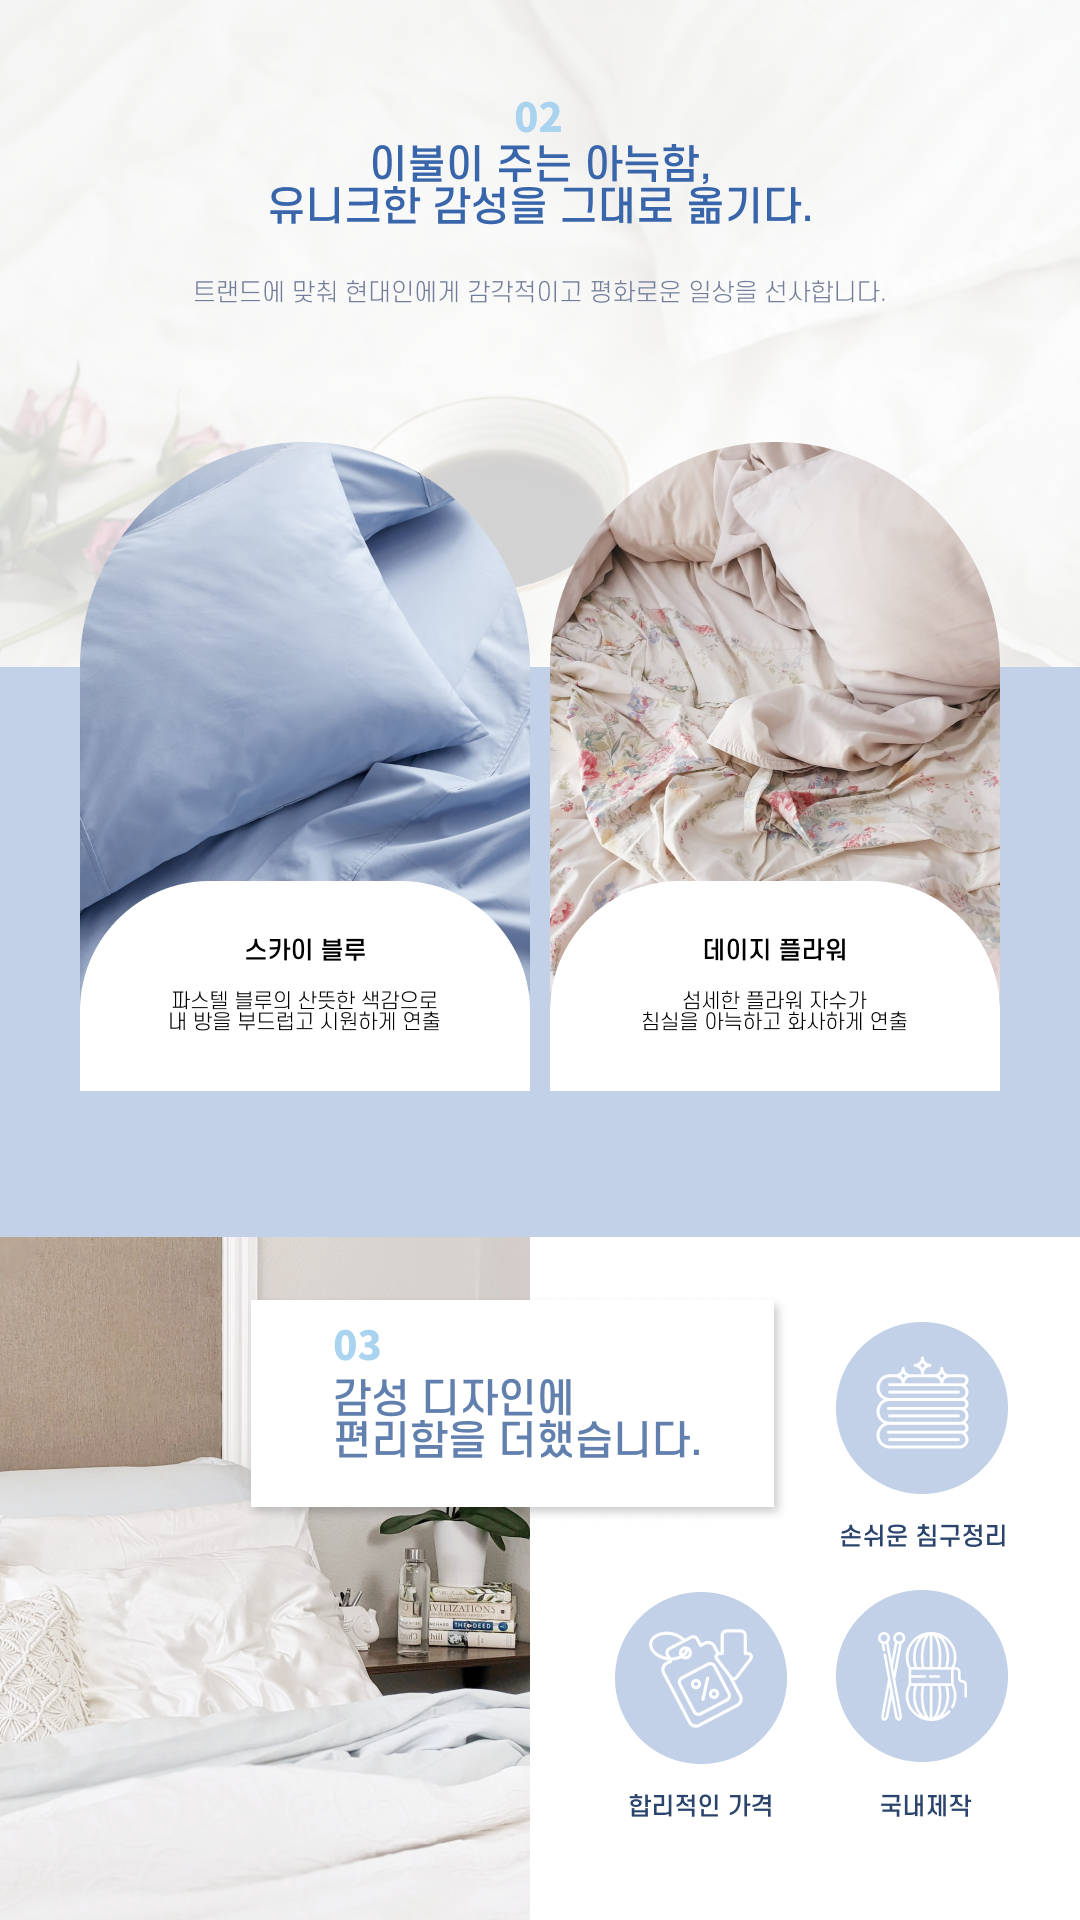 02
이불이 주는 아늑함,
유니크한 감성을 그대로 옮기다.
트랜드에 맞춰 현대인에게 감각적이고 평화로운 일상을 선사합니다.
스카이 블루
파스텔 블루의 산뜻한 색감으로
내 방을 부드럽고 시원하게 연출
데이지 플라워
섬세한 플라워 자수가
침실을 아늑하고 화사하게 연출
03
감성 디자인에
편리함을 더했습니다.
손쉬운 침구정리
%
합리적인 가격
국내제작
THE DEED